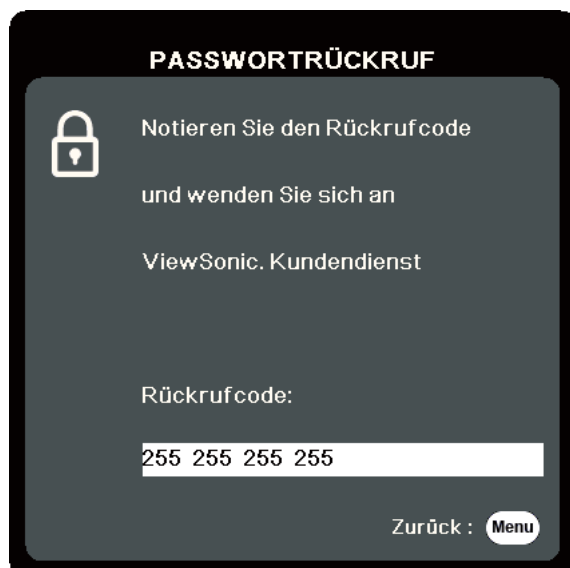 PASSWORTRÜCKRUF
Notieren Sie den Rückrufcode
und wenden Sie sich an
ViewSonic. Kundendienst
Rückrufcode:
255 255 255 255
Zurück : Menu